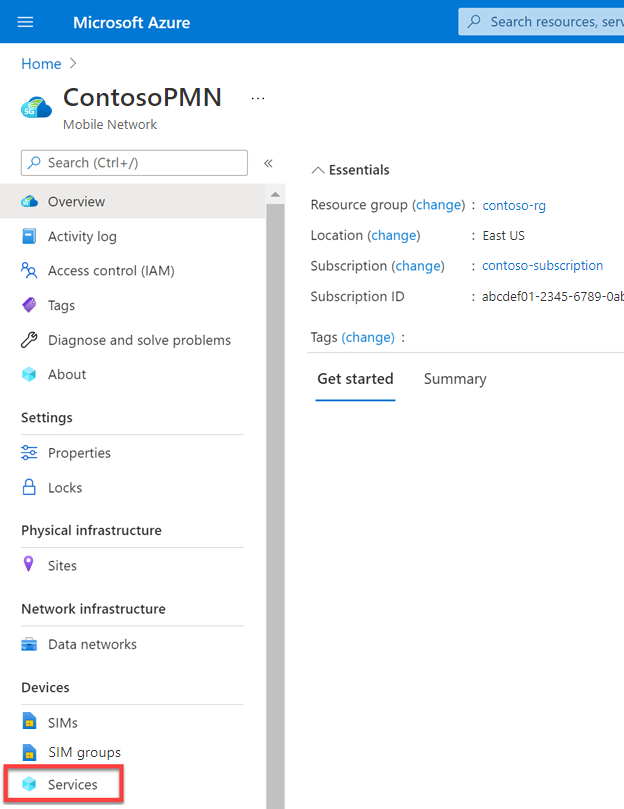 Microsoft Azure
Search resources, serv
Home
ContosoPMN ...
Mobile Network
Search (Ctrl+/)
«
Overview
Activity log
Access control (IAM)
Tags
Diagnose and solve problems
About
Settings
Properties
Locks
Physical infrastructure
Sites
Network infrastructure
Data networks
Devices
SIMs
SIM groups
Services
Essentials
Resource group (change) : contoso-rg
Location (change) : East US
Subscription (change) : contoso-subscription
Subscription ID : abcdef01-2345-6789-0ab
Tags (change) :
Get started Summary